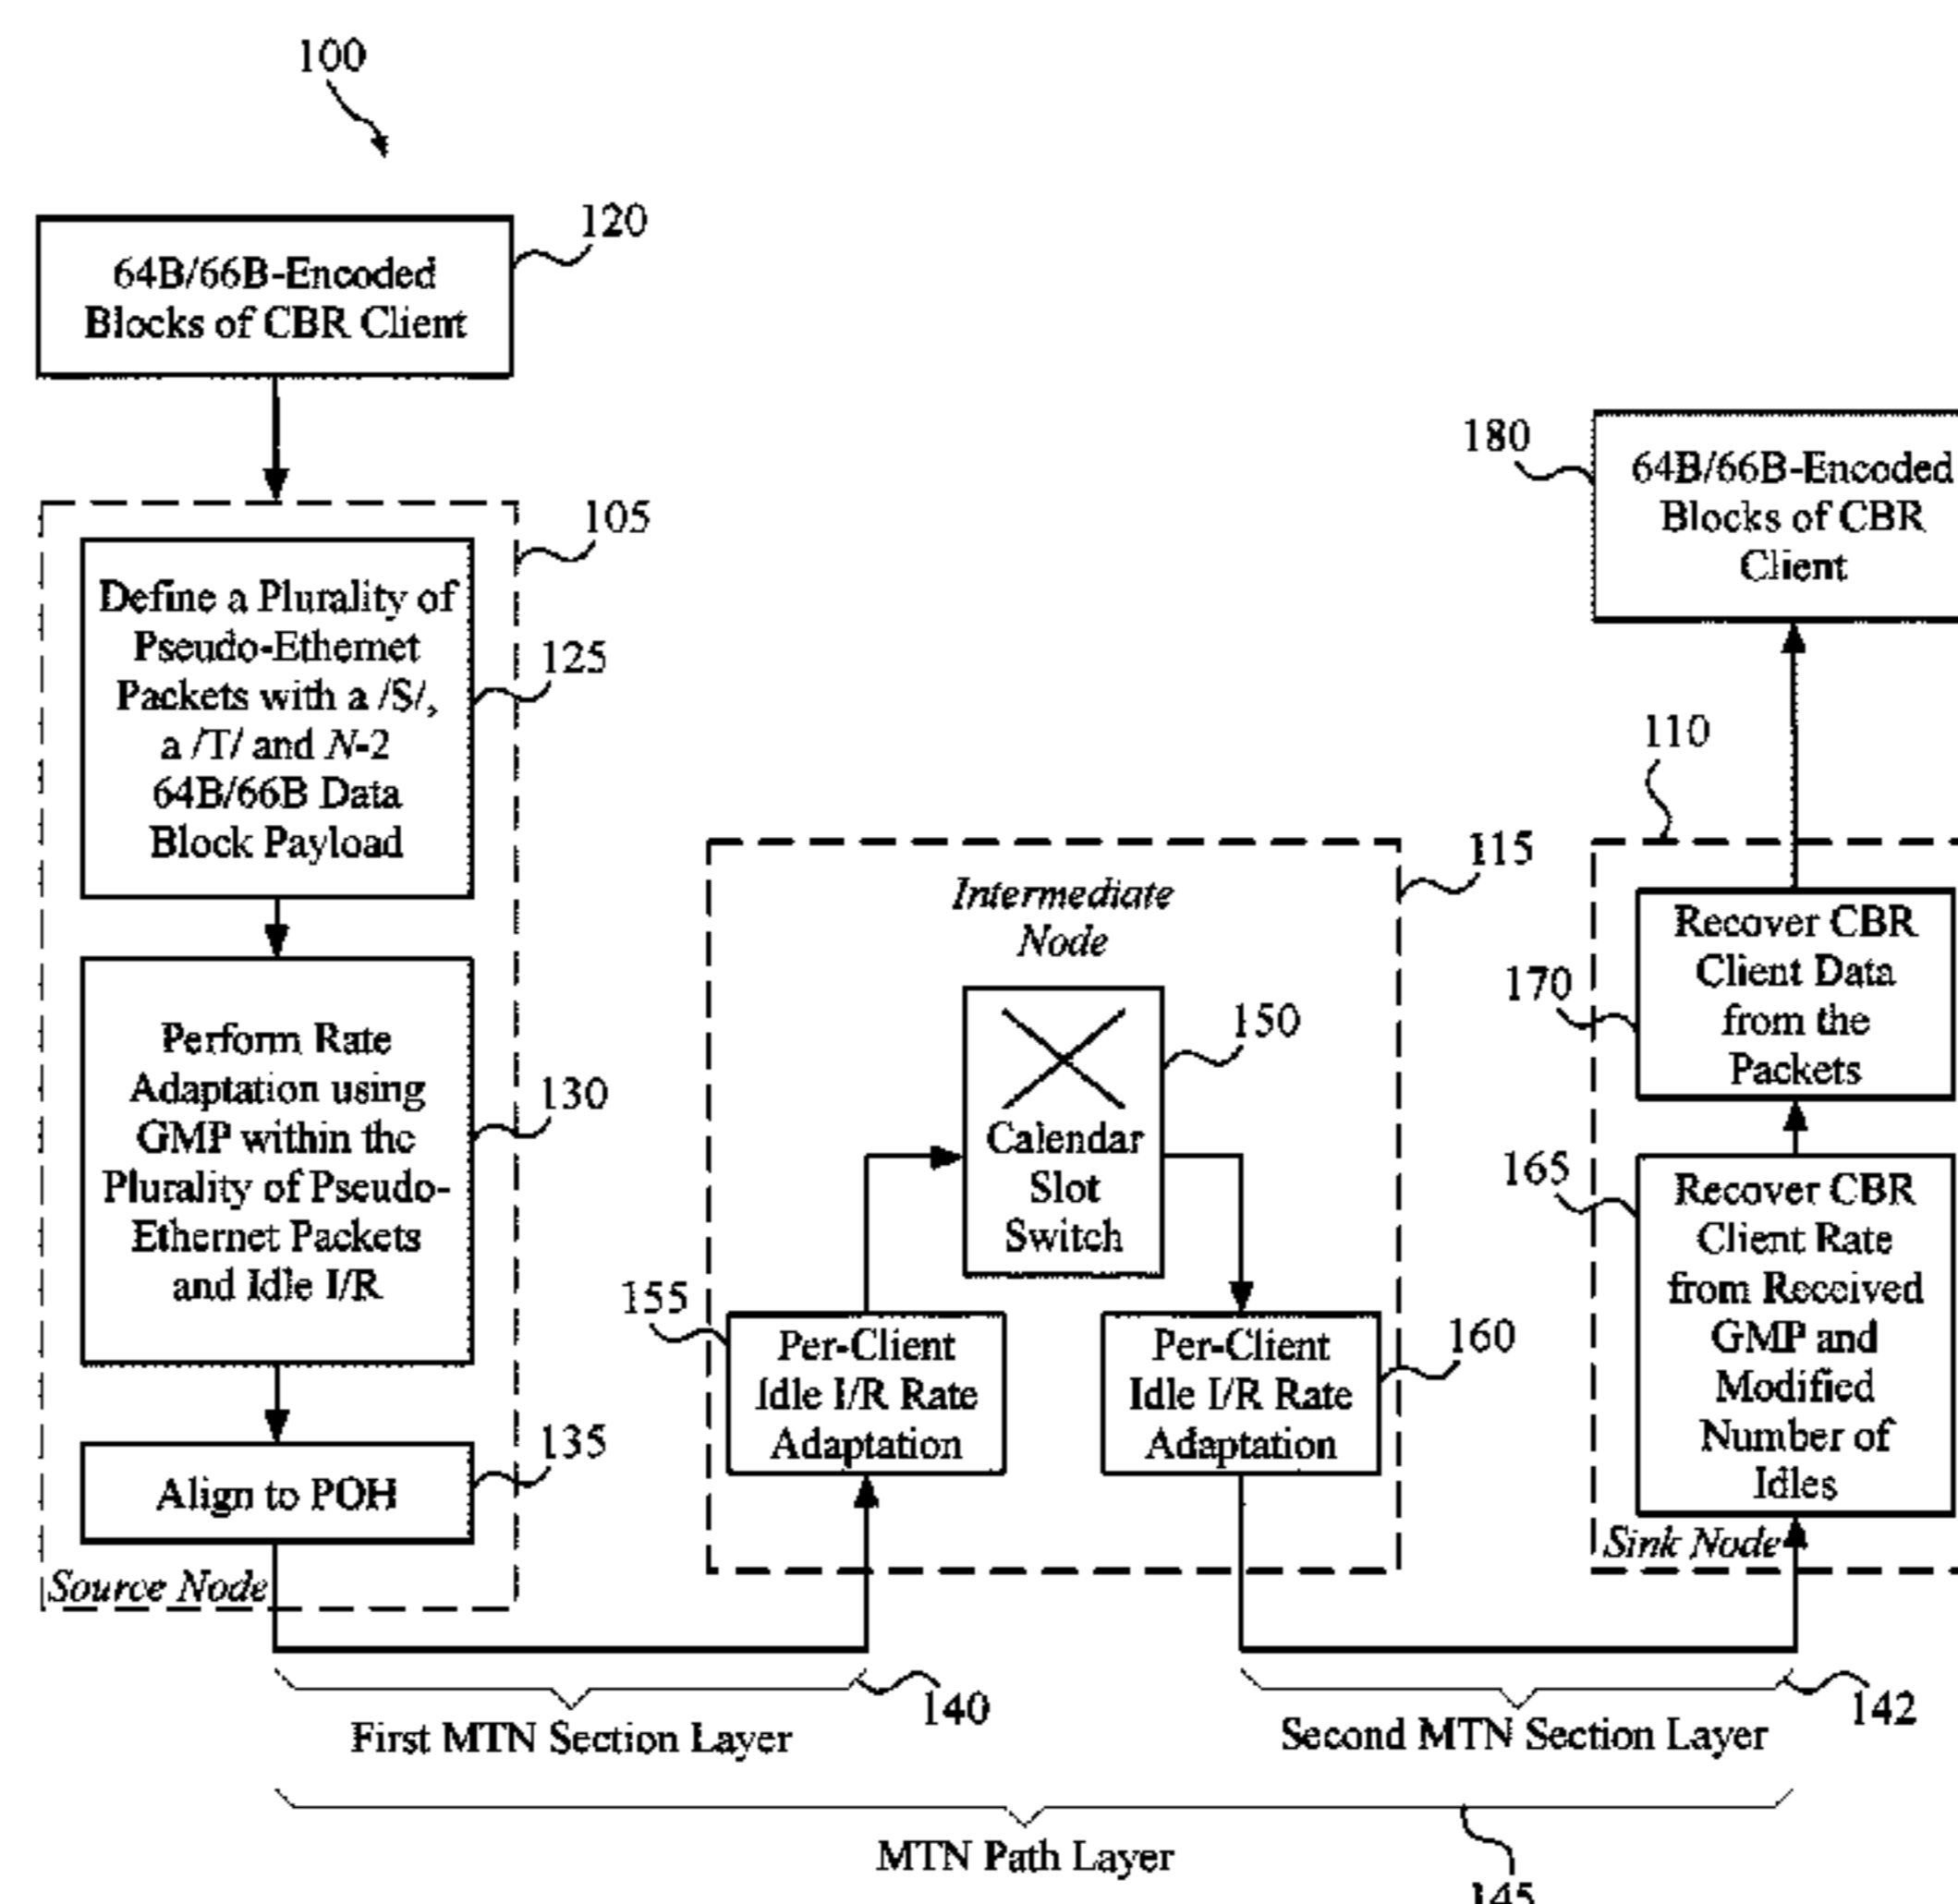 100
120
64B/66B-Encoded
Blocks of CBR Client
105
Define a Plurality of
Pseudo-Ethernet
Packets with a /S/,
a /T/ and N-2
64B/66B Data
Block Payload
125
Perform Rate
Adaptation using
GMP within the
Plurality of Pseudo-
Ethernet Packets
and Idle I/R
130
Align to POH
135
Source Node
115
Intermediate
Node
150
Calendar
Slot
Switch
155
Per-Client
Idle I/R Rate
Adaptation
Per-Client
Idle I/R Rate
Adaptation
160
180
64B/66B-Encoded
Blocks of CBR
Client
110
170
Recover CBR
Client Data
from the
Packets
165
Recover CBR
Client Rate
from Received
GMP and
Modified
Number of
Idles
Sink Node
140
First MTN Section Layer
142
Second MTN Section Layer
MTN Path Layer
145